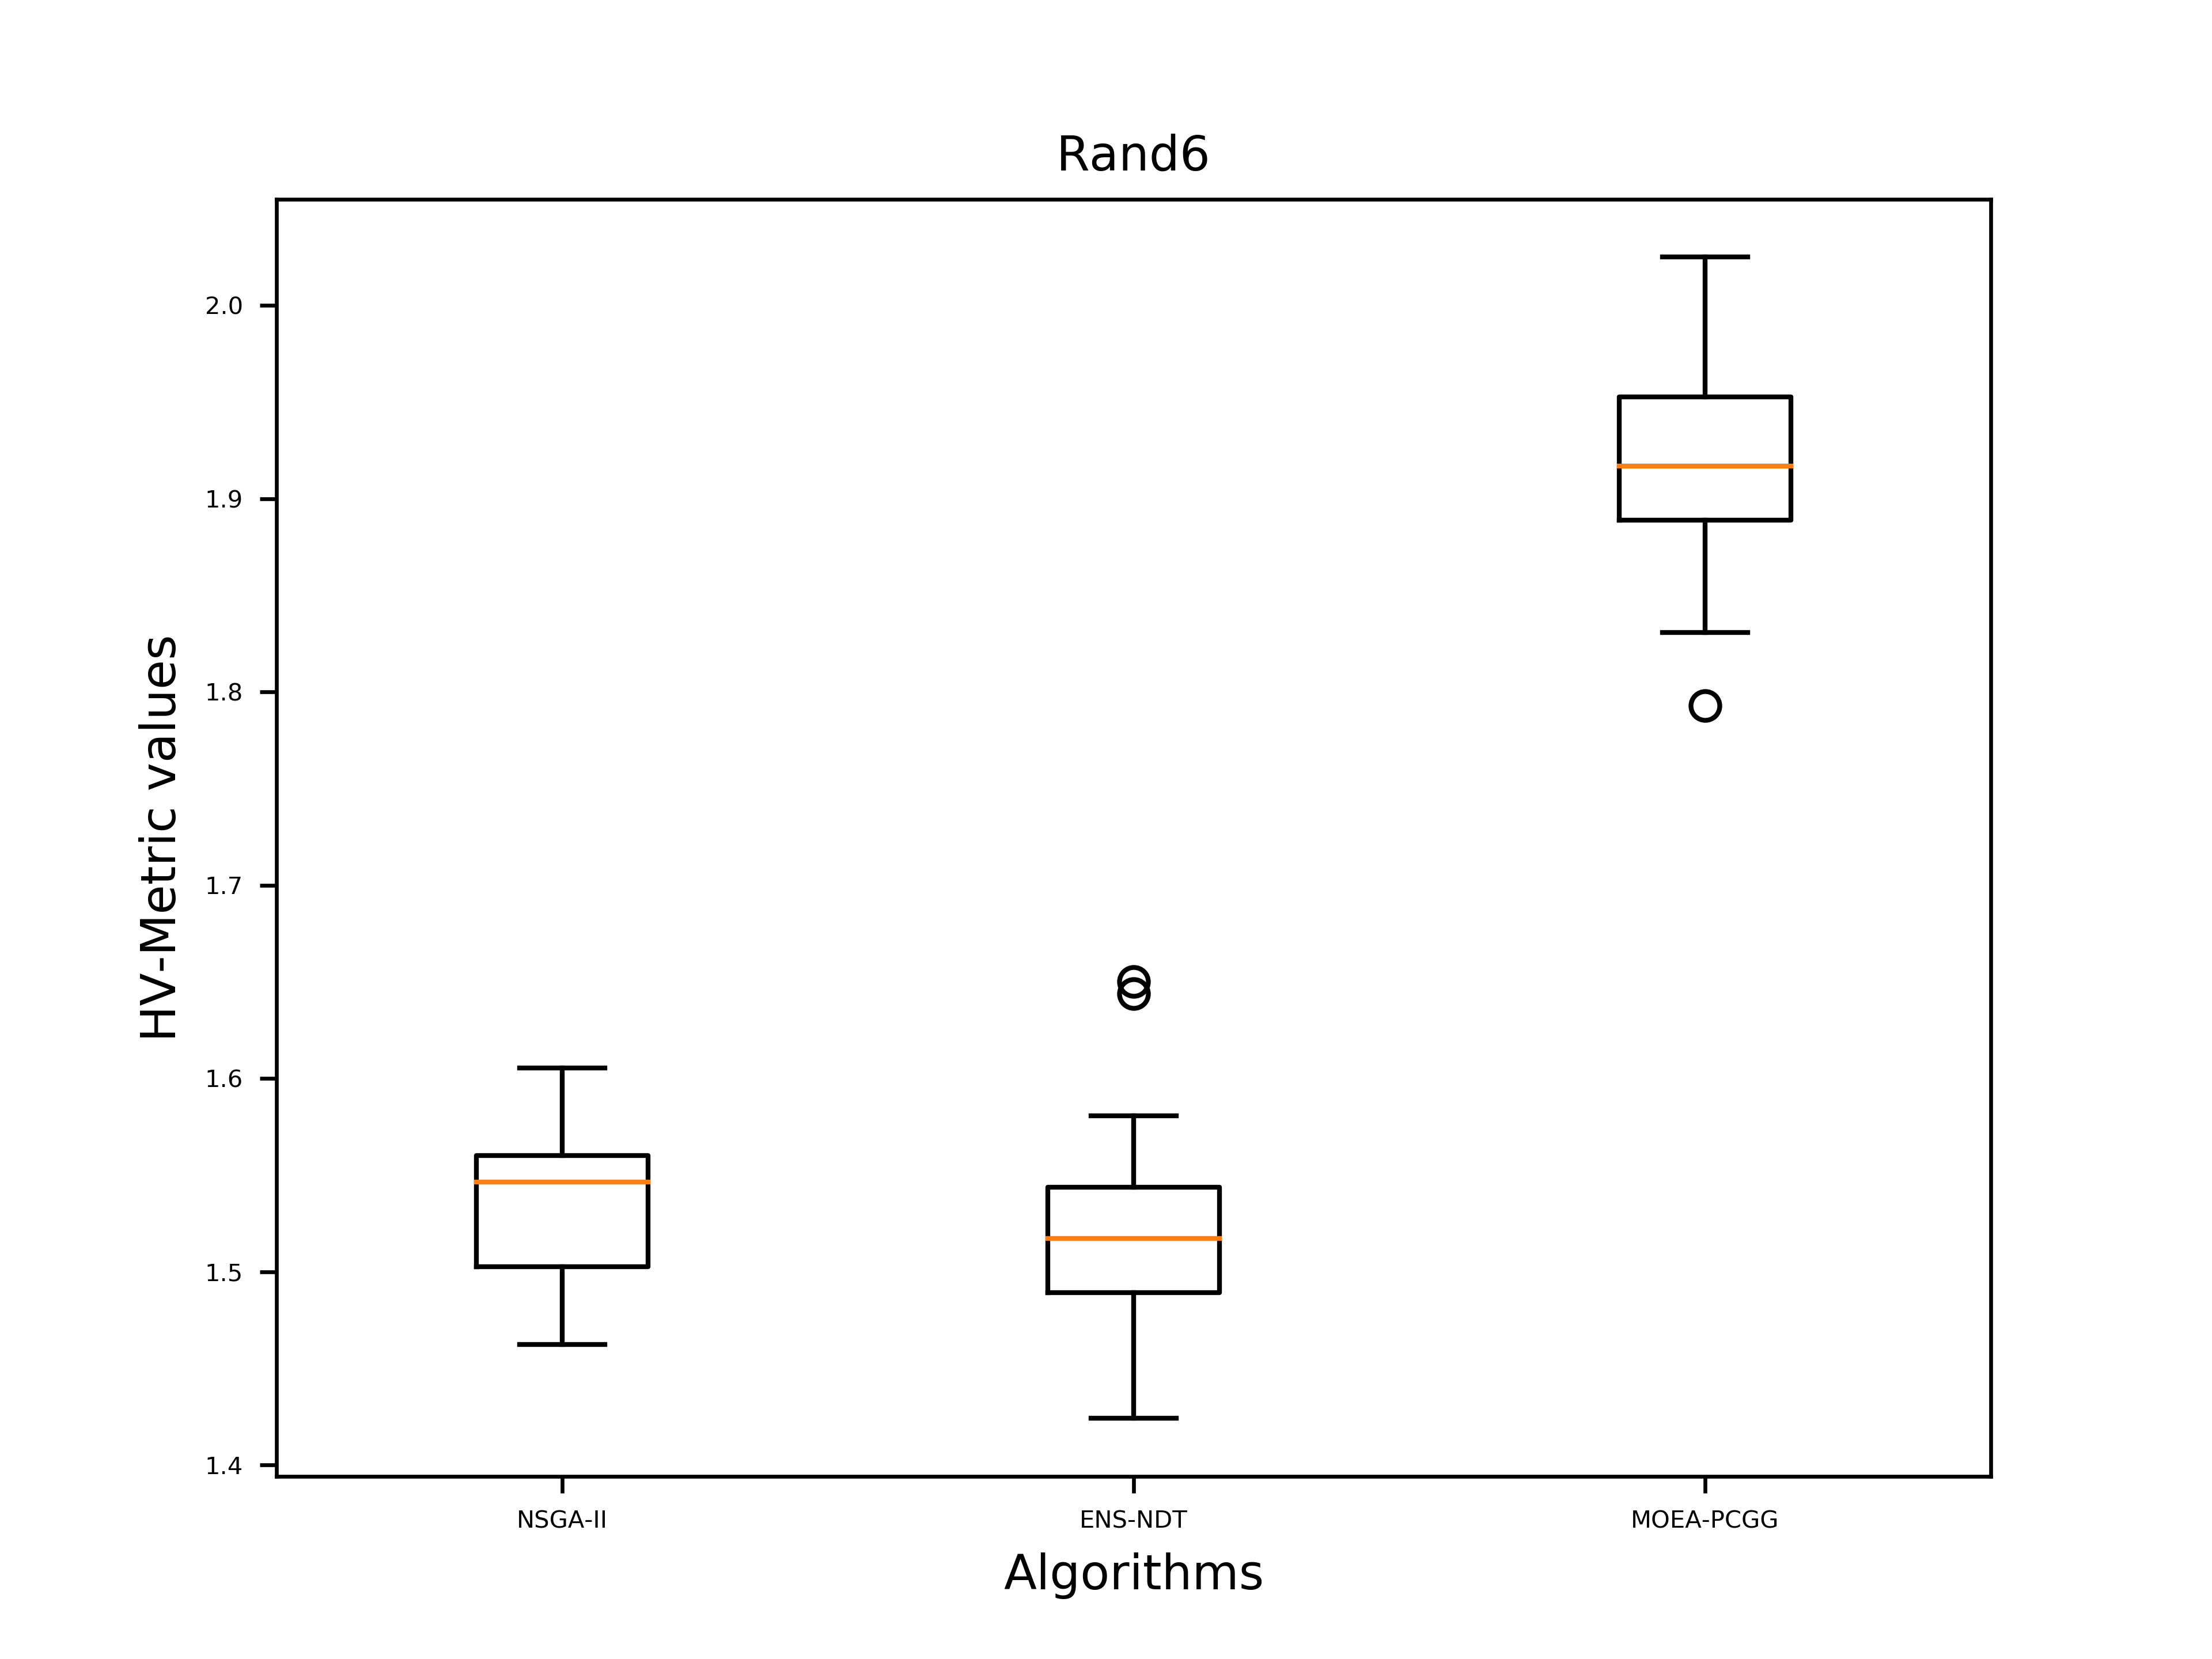 Rand6
HV-Metric values
2.0
1.9
1.8
1.7
1.6
1.5
1.4
NSGA-II ENS-NDT MOEA-PCGG
Algorithms